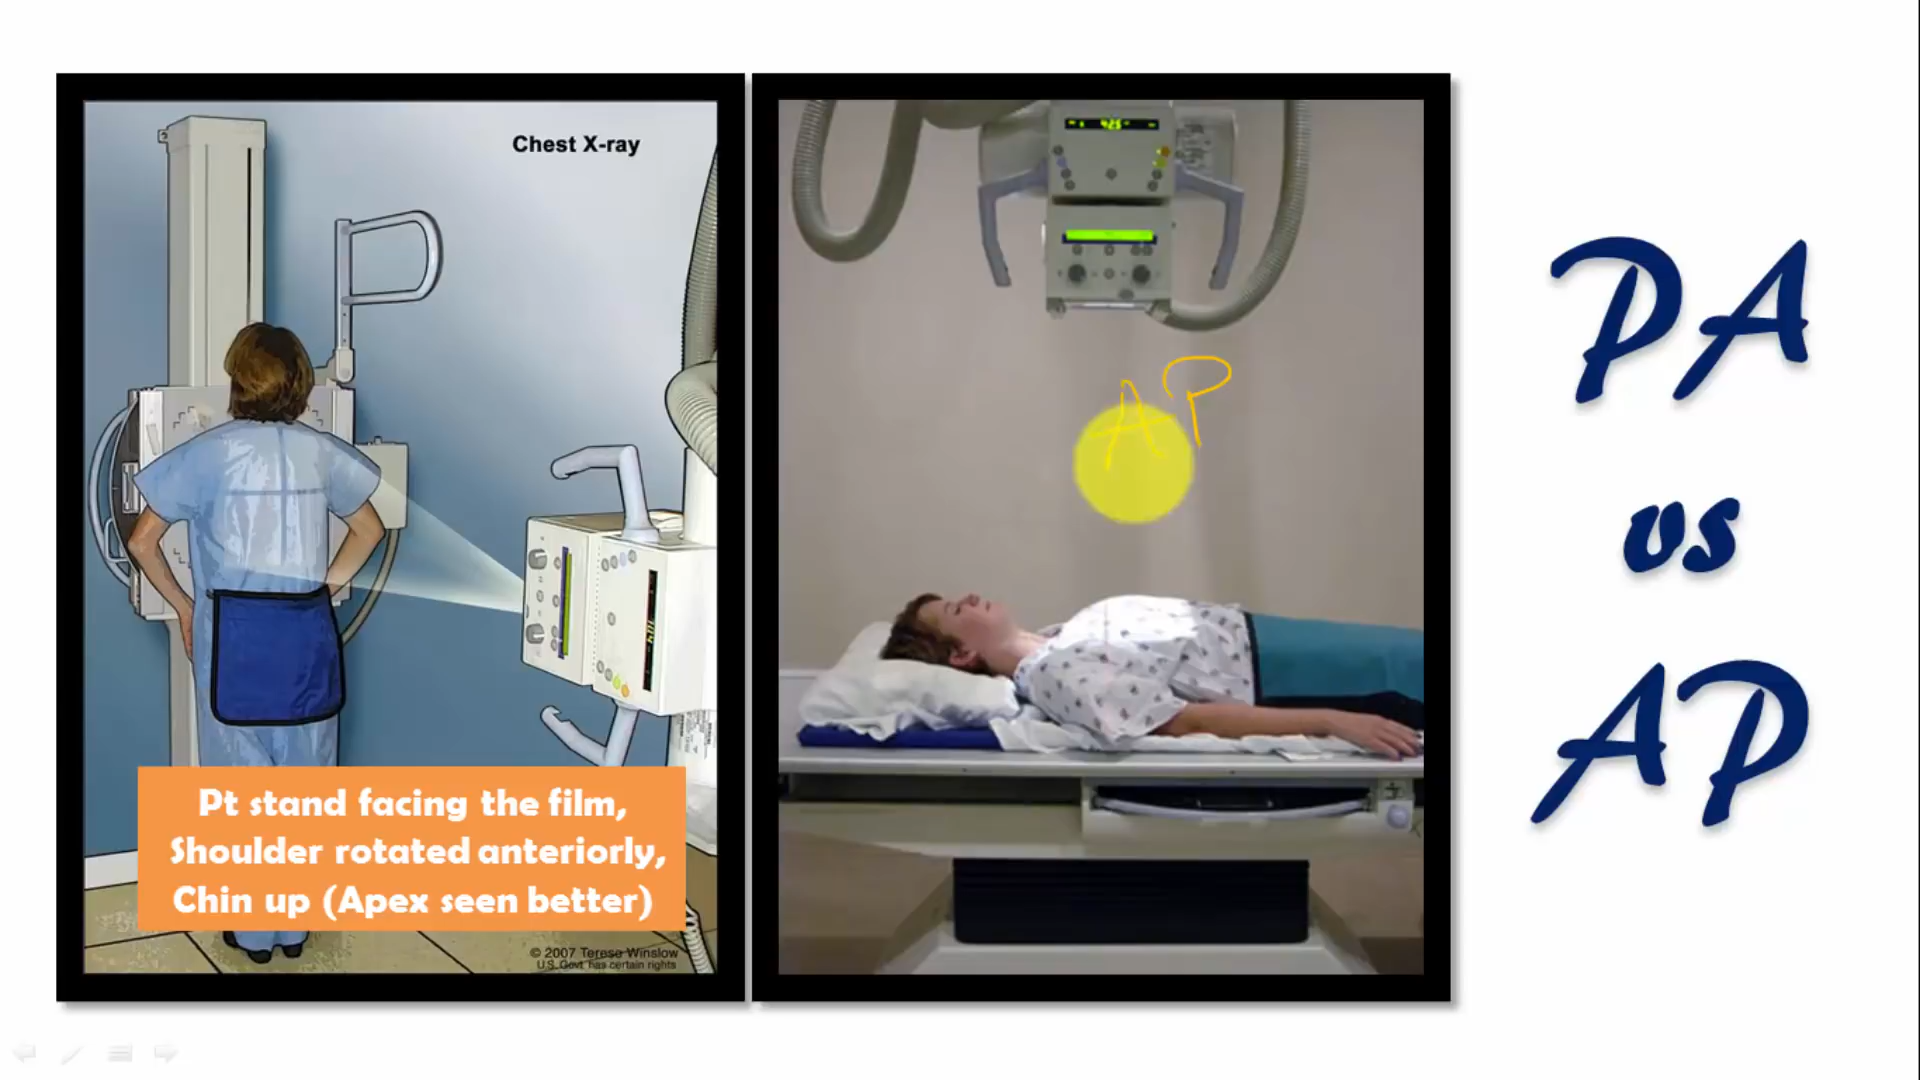 Chest X-ray
Pt stand facing the film,
Shoulder rotated anteriorly,
Chin up (Apex seen better)
© 2007 Terese Winslow
U.S. Govt. has certain rights
AP
PA
vs
AP